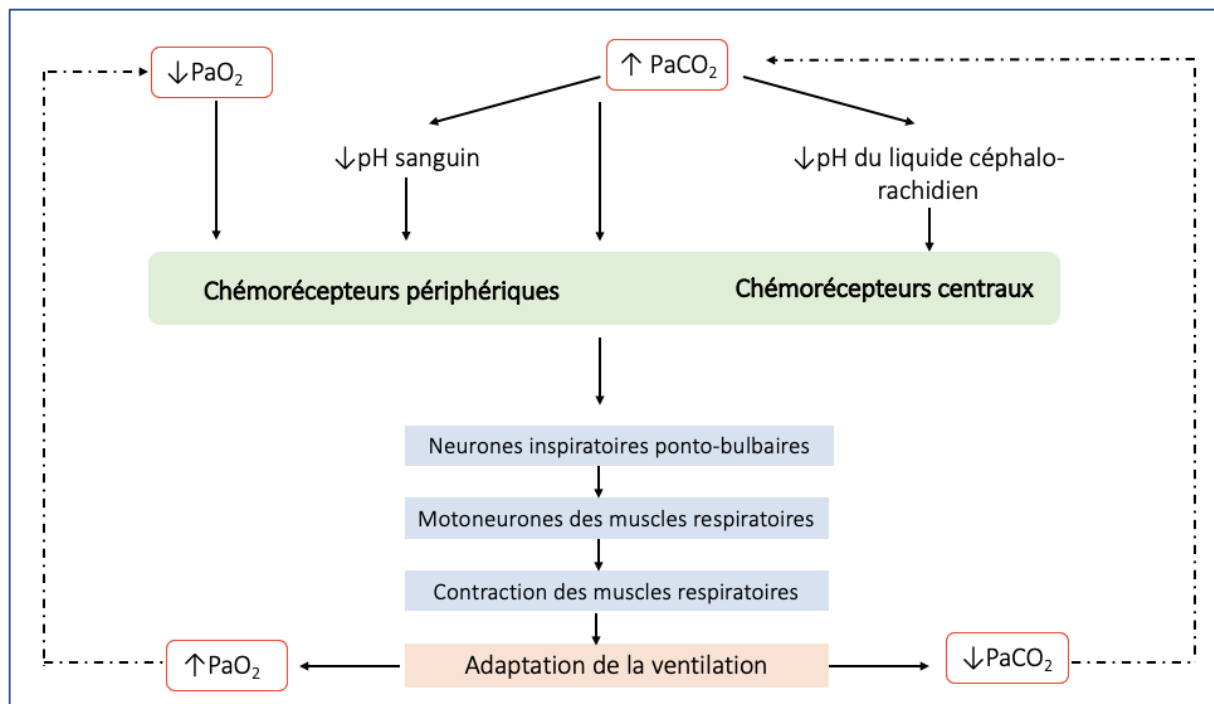 ↓PaO₂
↑ PaCO₂
↓pH sanguin
↓pH du liquide céphalo-
rachidien
Chémorécepteurs périphériques
Chémorécepteurs centraux
Neurones inspiratoires ponto-bulbaires
Motoneurones des muscles respiratoires
Contraction des muscles respiratoires
↑PaO₂
Adaptation de la ventilation
↓PaCO₂